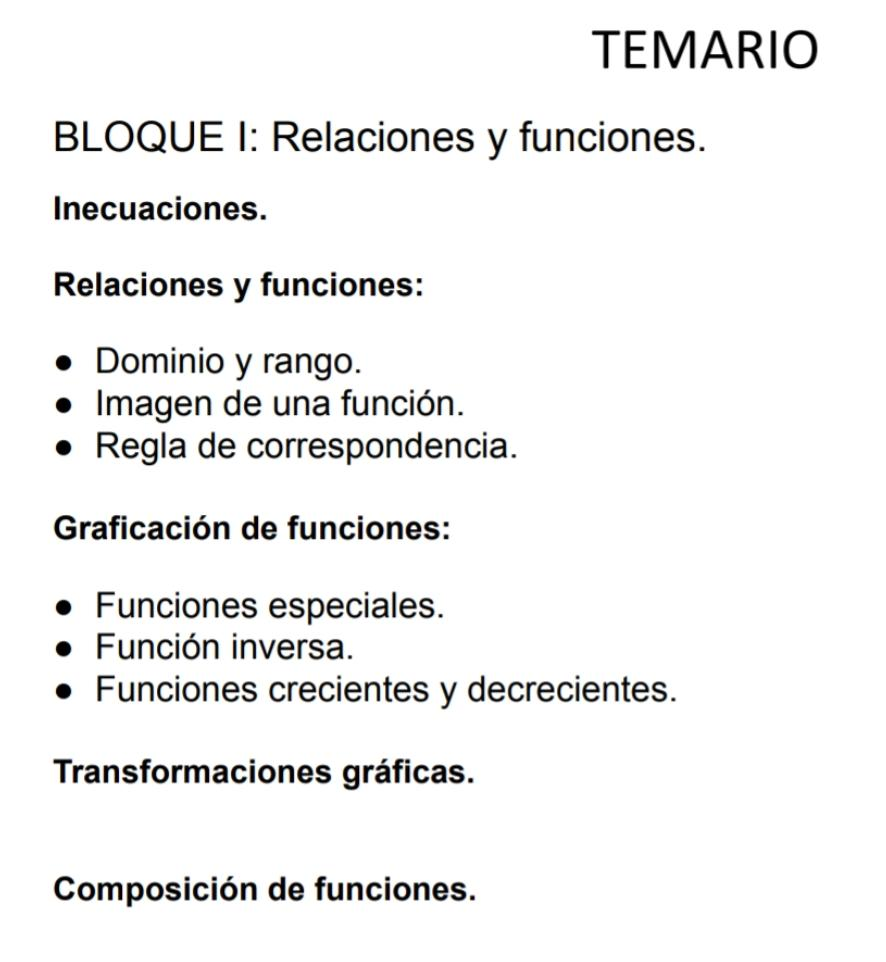 TEMARIO
BLOQUE I: Relaciones y funciones.
Inecuaciones.
Relaciones y funciones:
● Dominio y rango.
● Imagen de una función.
● Regla de correspondencia.
Graficación de funciones:
● Funciones especiales.
● Función inversa.
● Funciones crecientes y decrecientes.
Transformaciones gráficas.
Composición de funciones.